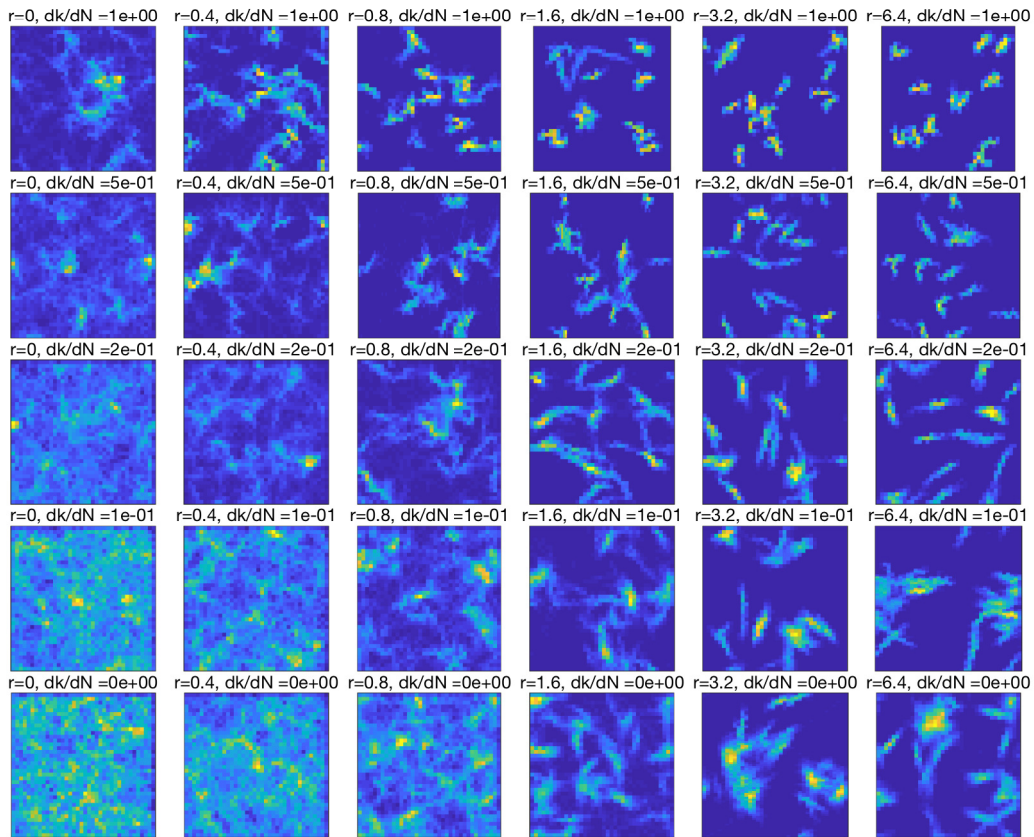 r=0, dk/dN =1e+00 r=0.4, dk/dN =1e+00 r=0.8, dk/dN =1e+00 r=1.6, dk/dN =1e+00 r=3.2, dk/dN =1e+00 r=6.4, dk/dN =1e+00
r=0, dk/dN =5e-01 r=0.4, dk/dN =5e-01 r=0.8, dk/dN =5e-01 r=1.6, dk/dN =5e-01 r=3.2, dk/dN =5e-01 r=6.4, dk/dN =5e-01
r=0, dk/dN =2e-01 r=0.4, dk/dN =2e-01 r=0.8, dk/dN =2e-01 r=1.6, dk/dN =2e-01 r=3.2, dk/dN =2e-01 r=6.4, dk/dN =2e-01
r=0, dk/dN =1e-01 r=0.4, dk/dN =1e-01 r=0.8, dk/dN =1e-01 r=1.6, dk/dN =1e-01 r=3.2, dk/dN =1e-01 r=6.4, dk/dN =1e-01
r=0, dk/dN =0e+00 r=0.4, dk/dN =0e+00 r=0.8, dk/dN =0e+00 r=1.6, dk/dN =0e+00 r=3.2, dk/dN =0e+00 r=6.4, dk/dN =0e+00